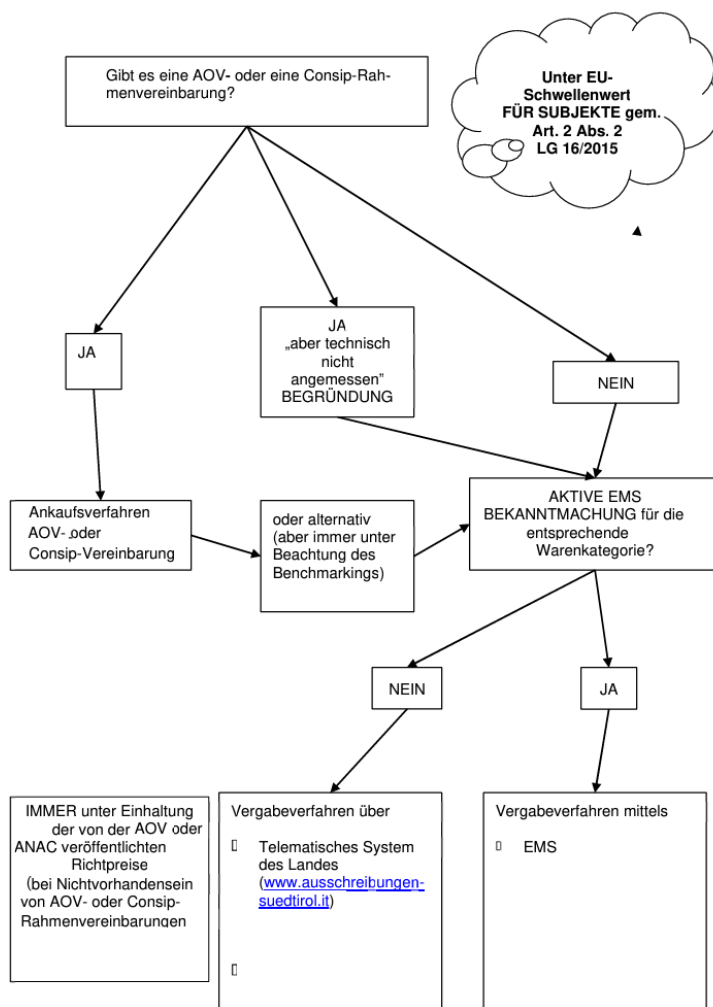 Gibt es eine AOV- oder eine Consip-Rah-
menvereinbarung?
Unter EU-
Schwellenwert
FÜR SUBJEKTE gem.
Art. 2 Abs. 2
LG 16/2015
JA
JA
„aber technisch
nicht
angemessen”
BEGRÜNDUNG
NEIN
Ankaufsverfahren
AOV- oder
Consip-Vereinbarung
oder alternativ
(aber immer unter
Beachtung des
Benchmarkings)
AKTIVE EMS
BEKANNTMACHUNG für die
entsprechende
Warenkategorie?
NEIN
JA
IMMER unter Einhaltung
der von der AOV oder
ANAC veröffentlichten
Richtpreise
(bei Nichtvorhandensein
von AOV- oder Consip-
Rahmenvereinbarungen
Vergabeverfahren über
Telematisches System
des Landes
(www.ausschreibungen-
suedtirol.it)
Vergabeverfahren mittels
EMS